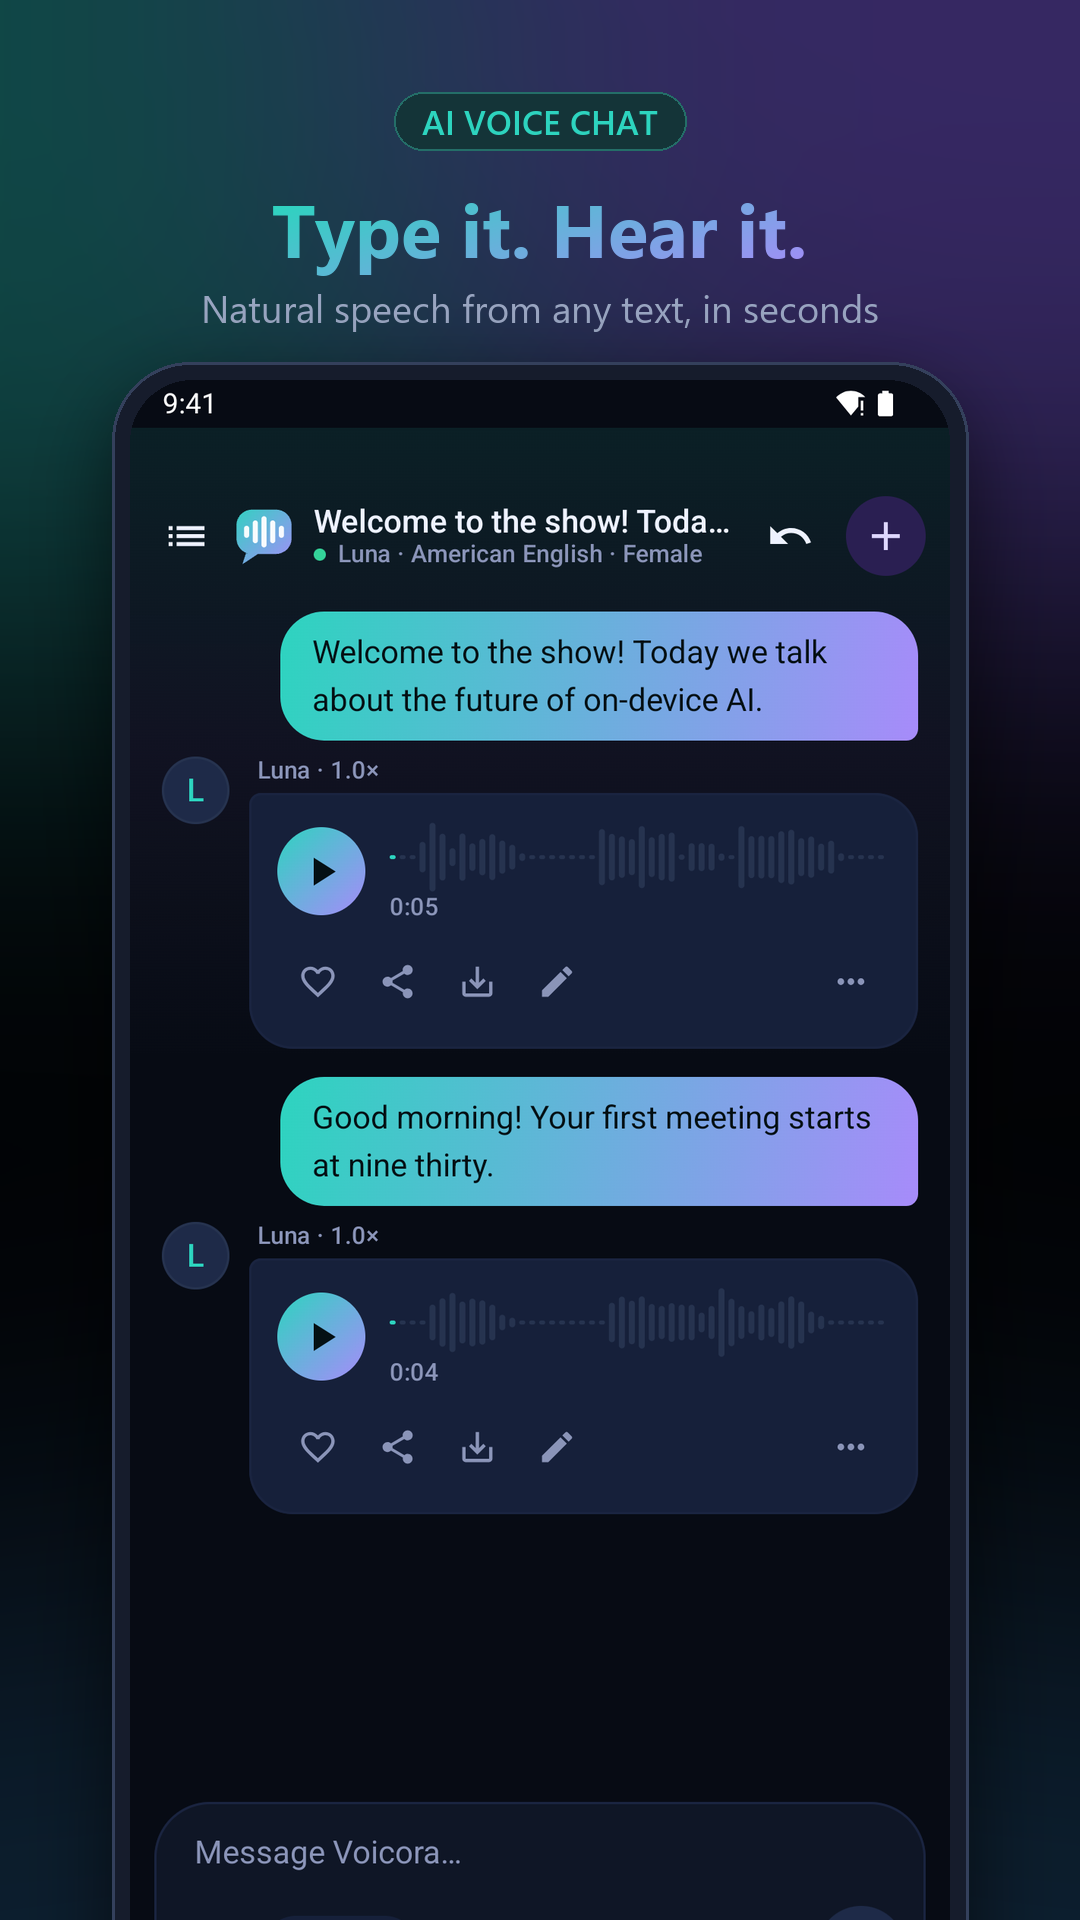 AI VOICE CHAT
Type it. Hear it.
Natural speech from any text, in seconds
9:41
Welcome to the show! Toda...
Luna · American English · Female
Welcome to the show! Today we talk
about the future of on-device AI.
L
Luna · 1.0×
0:05
Good morning! Your first meeting starts
at nine thirty.
L
Luna · 1.0×
0:04
Message Voicora...